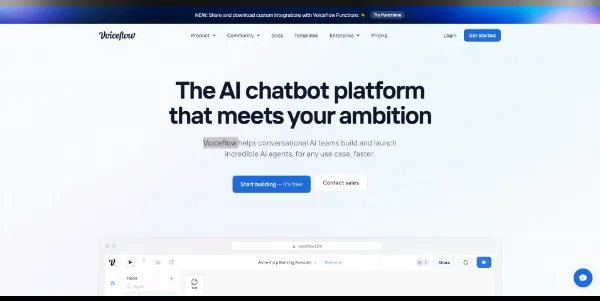 NEW: Share and download custom integrations with Voiceflow Functions
Try Functions
Voiceflow
Product
Community
Docs
Templates
Enterprise
Pricing
Login
Get started
The AI chatbot platform
that meets your ambition
Voiceflow helps conversational AI teams build and launch
incredible AI agents, for any use case, faster.
Start building — it's free
Contact sales
voiceflow.com
Acme Corp Banking Assistant
Share